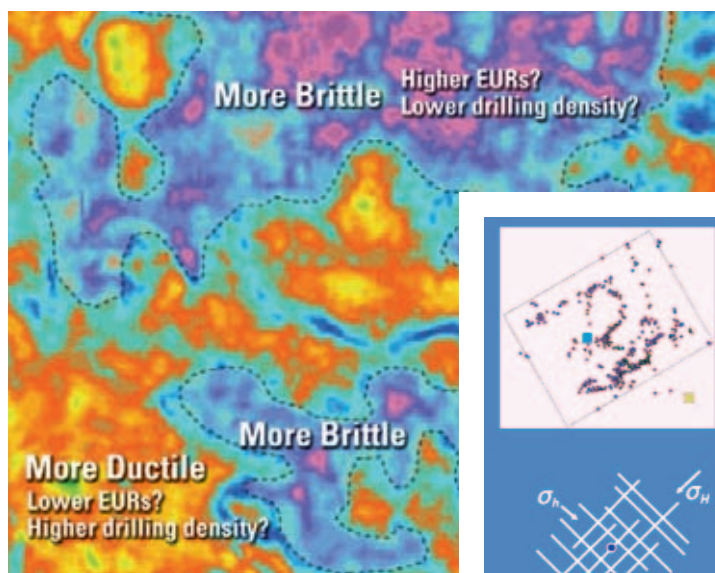 More Brittle
Higher EURs?
Lower drilling density?
More Brittle
More Ductile
Lower EURs?
Higher drilling density?
σh
σH